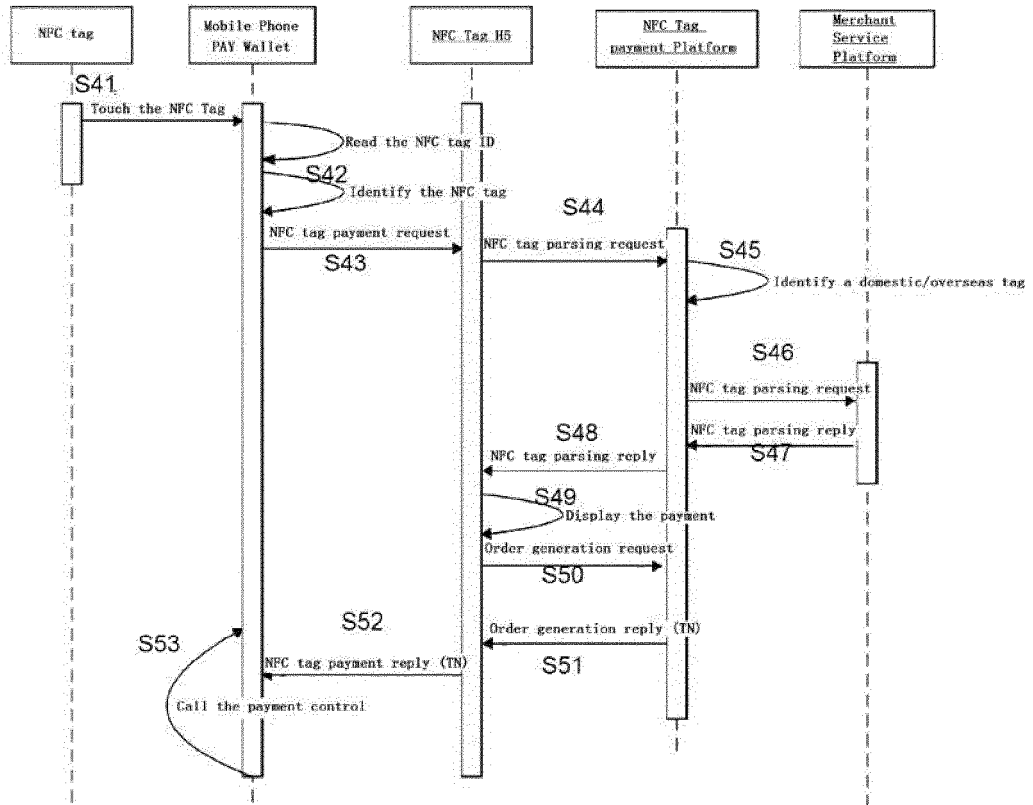 NFC tag
Mobile Phone
PAY Wallet
NFC Tag H5
NFC Tag
payment Platform
Merchant
Service
Platform
S41
Touch the NFC Tag
Read the NFC tag ID
S42
Identify the NFC tag
S44
NFC tag payment request
NFC tag parsing request
S43
S45
Identify a domestic/overseas tag
S46
NFC tag parsing request
S48
NFC tag parsing reply
S47
NFC tag parsing reply
S49
Display the payment
Order generation request
S50
S52
Order generation reply (TN)
S53
S51
NFC tag payment reply (TN)
Call the payment control